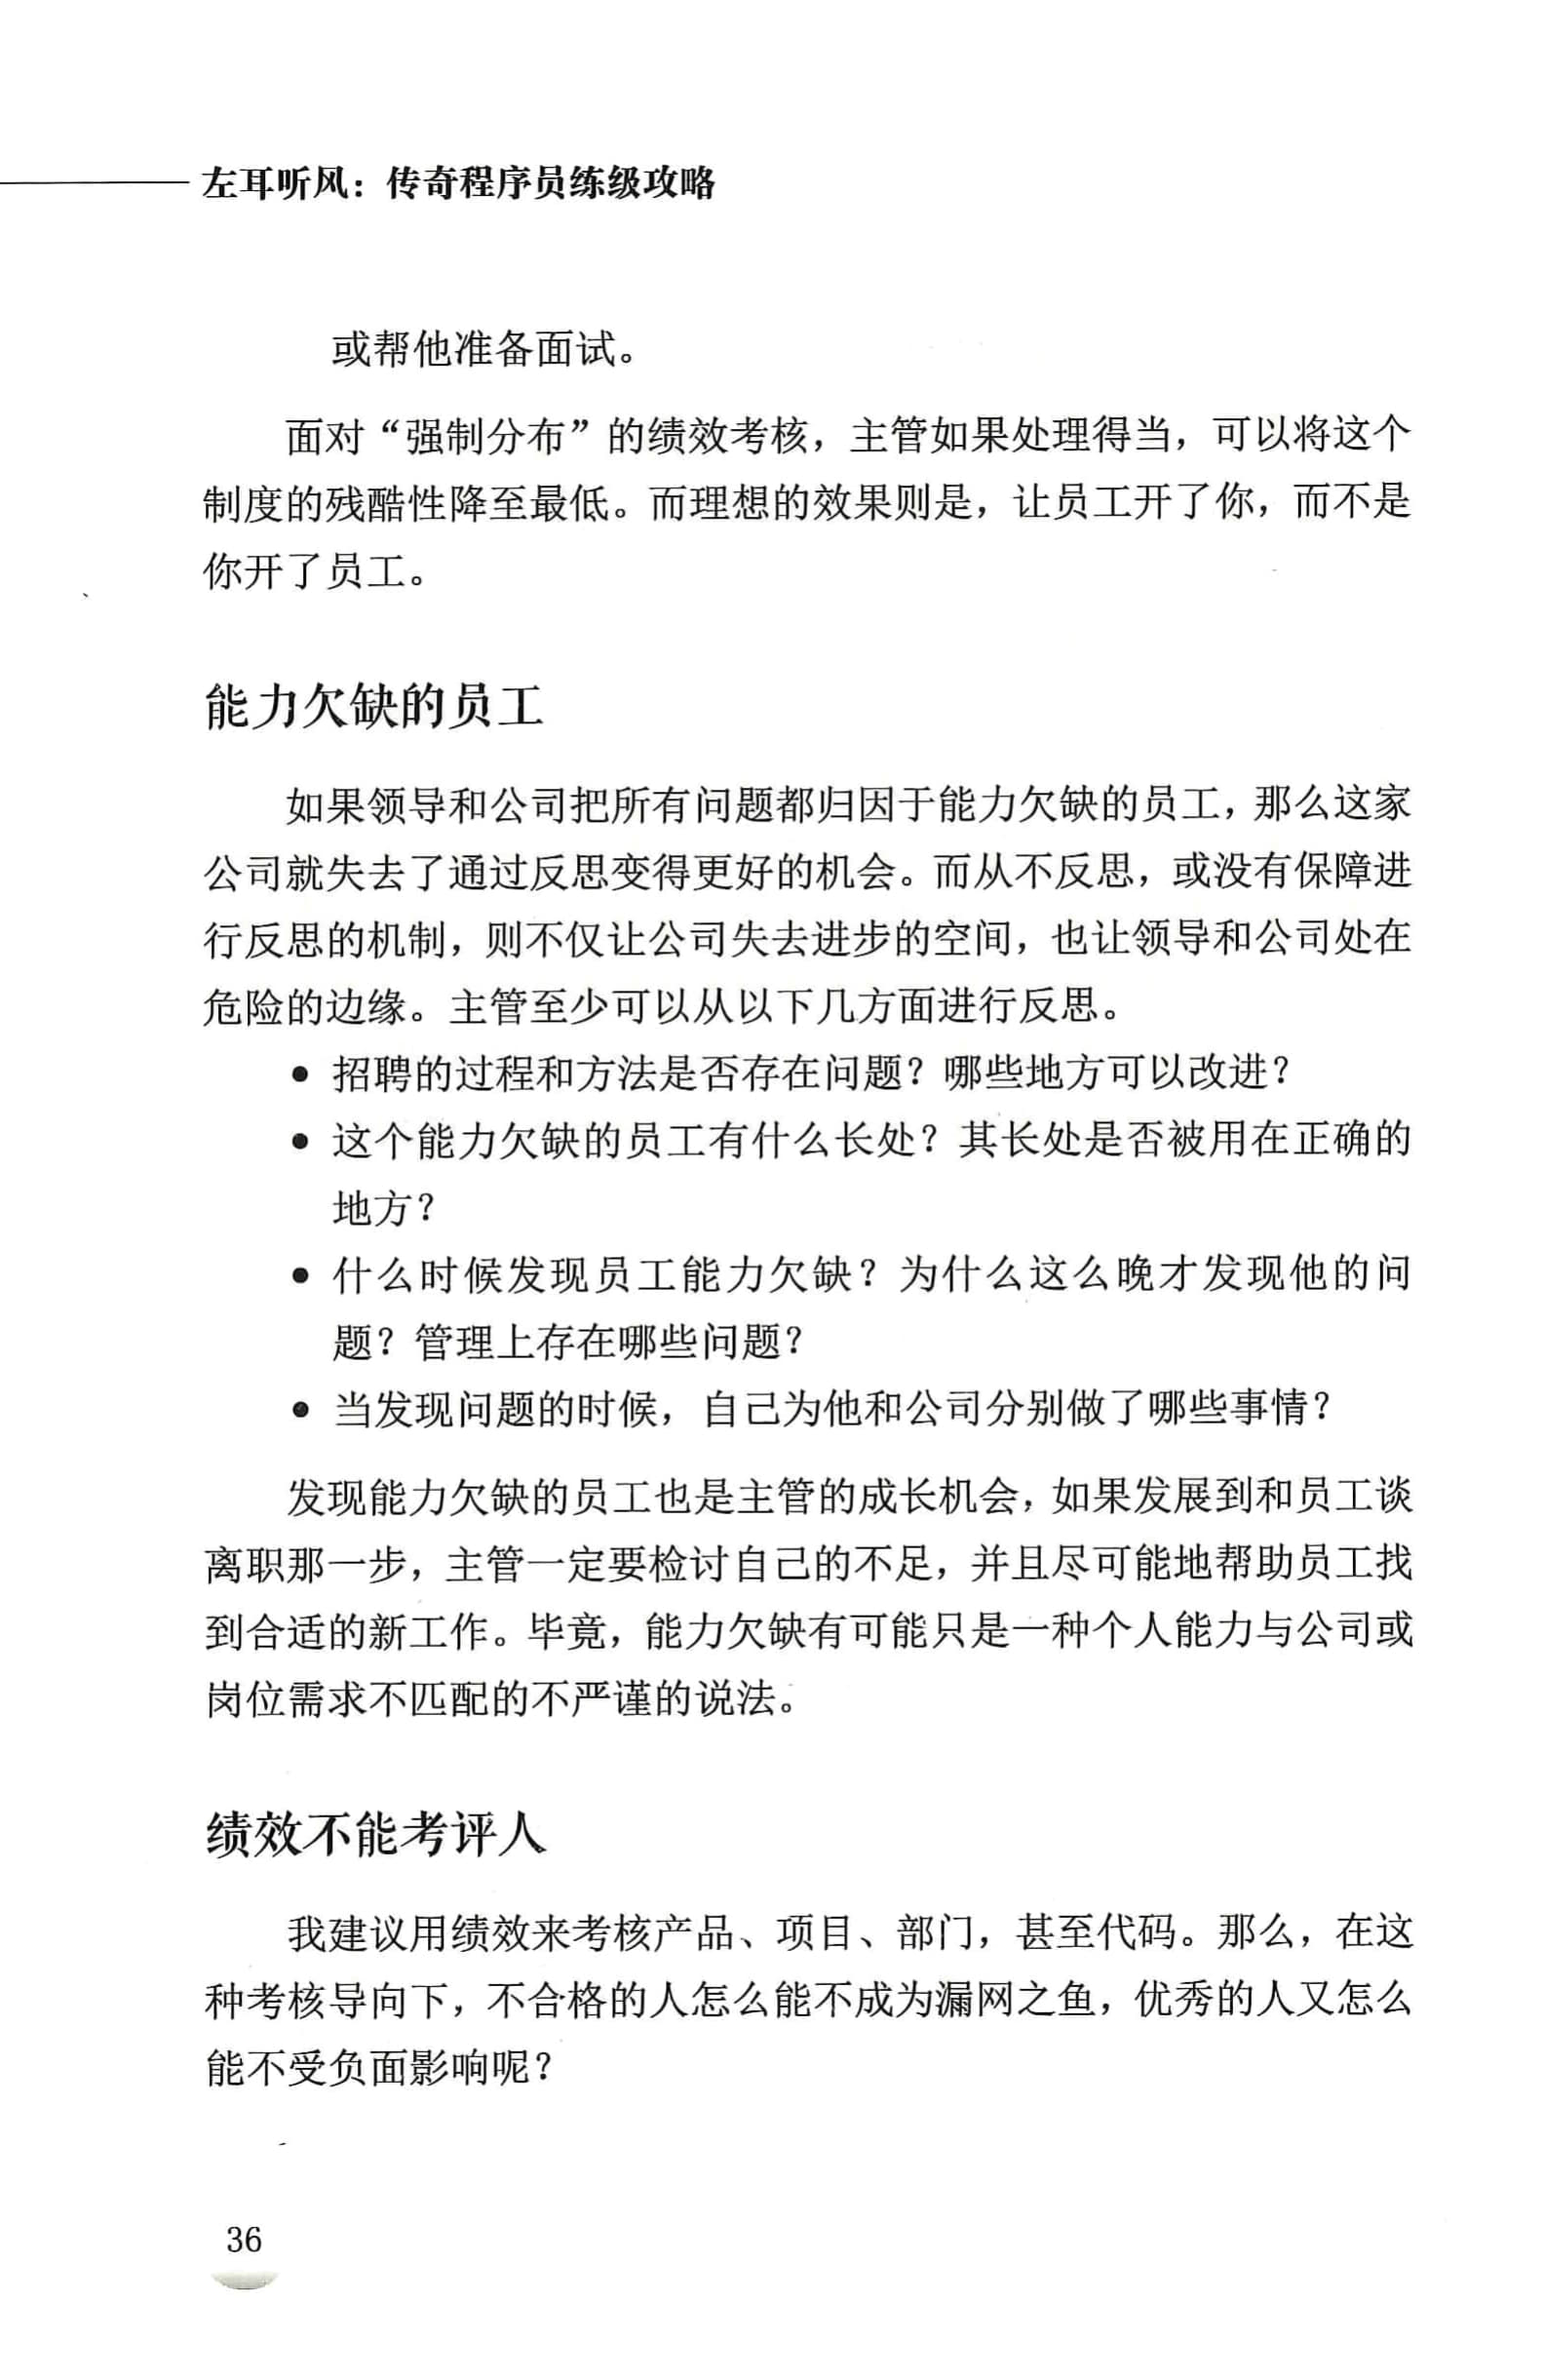 左耳听风：传奇程序员练级攻略
或帮他准备面试。
面对“强制分布”的绩效考核，主管如果处理得当，可以将这个
制度的残酷性降至最低。而理想的效果则是，让员工开了你，而不是
你开了员工。
能力欠缺的员工
如果领导和公司把所有问题都归因于能力欠缺的员工，那么这家
公司就失去了通过反思变得更好的机会。而从不反思，或没有保障进
行反思的机制，则不仅让公司失去进步的空间，也让领导和公司处在
危险的边缘。主管至少可以从以下几方面进行反思。
● 招聘的过程和方法是否存在问题？哪些地方可以改进？
● 这个能力欠缺的员工有什么长处？其长处是否被用在正确的
地方？
● 什么时候发现员工能力欠缺？为什么这么晚才发现他的问
题？管理上存在哪些问题？
● 当发现问题的时候，自己为他和公司分别做了哪些事情？
发现能力欠缺的员工也是主管的成长机会，如果发展到和员工谈
离职那一步，主管一定要检讨自己的不足，并且尽可能地帮助员工找
到合适的新工作。毕竟，能力欠缺有可能只是一种个人能力与公司或
岗位需求不匹配的不严谨的说法。
绩效不能考评人
我建议用绩效来考核产品、项目、部门，甚至代码。那么，在这
种考核导向下，不合格的人怎么能不成为漏网之鱼，优秀的人又怎么
能不受负面影响呢？
36